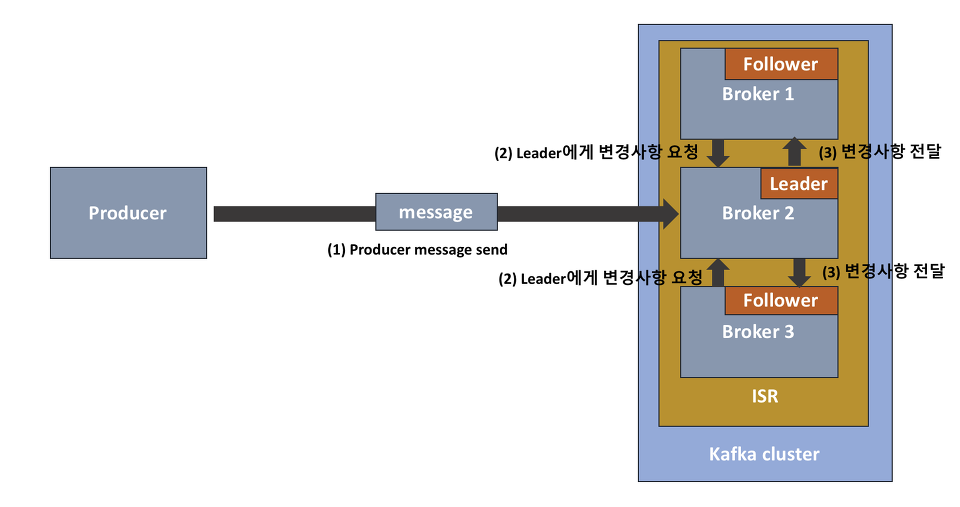 Follower
Broker 1
(2) Leader에게 변경사항 요청
(3) 변경사항 전달
Leader
Producer
message
Broker 2
(1) Producer message send
(2) Leader에게 변경사항 요청
(3) 변경사항 전달
Follower
Broker 3
ISR
Kafka cluster